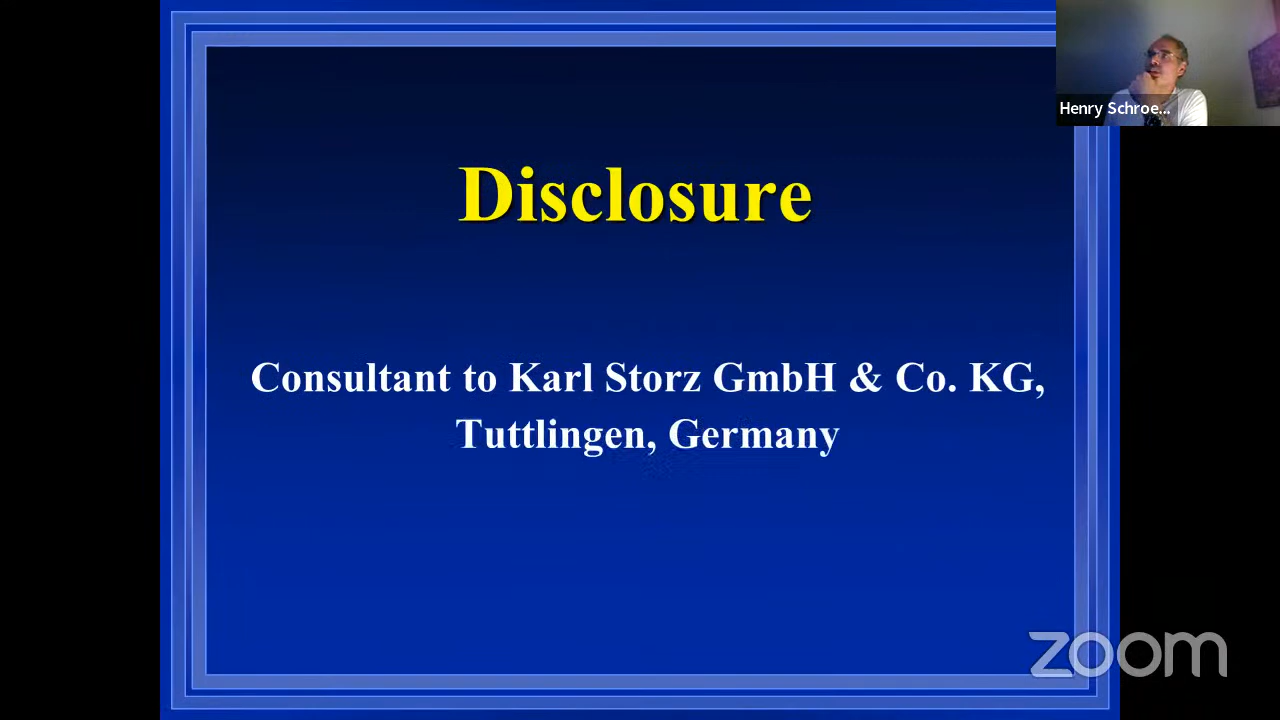 Henry Schroe...
Disclosure
Consultant to Karl Storz GmbH & Co. KG,
Tuttlingen, Germany
zoom